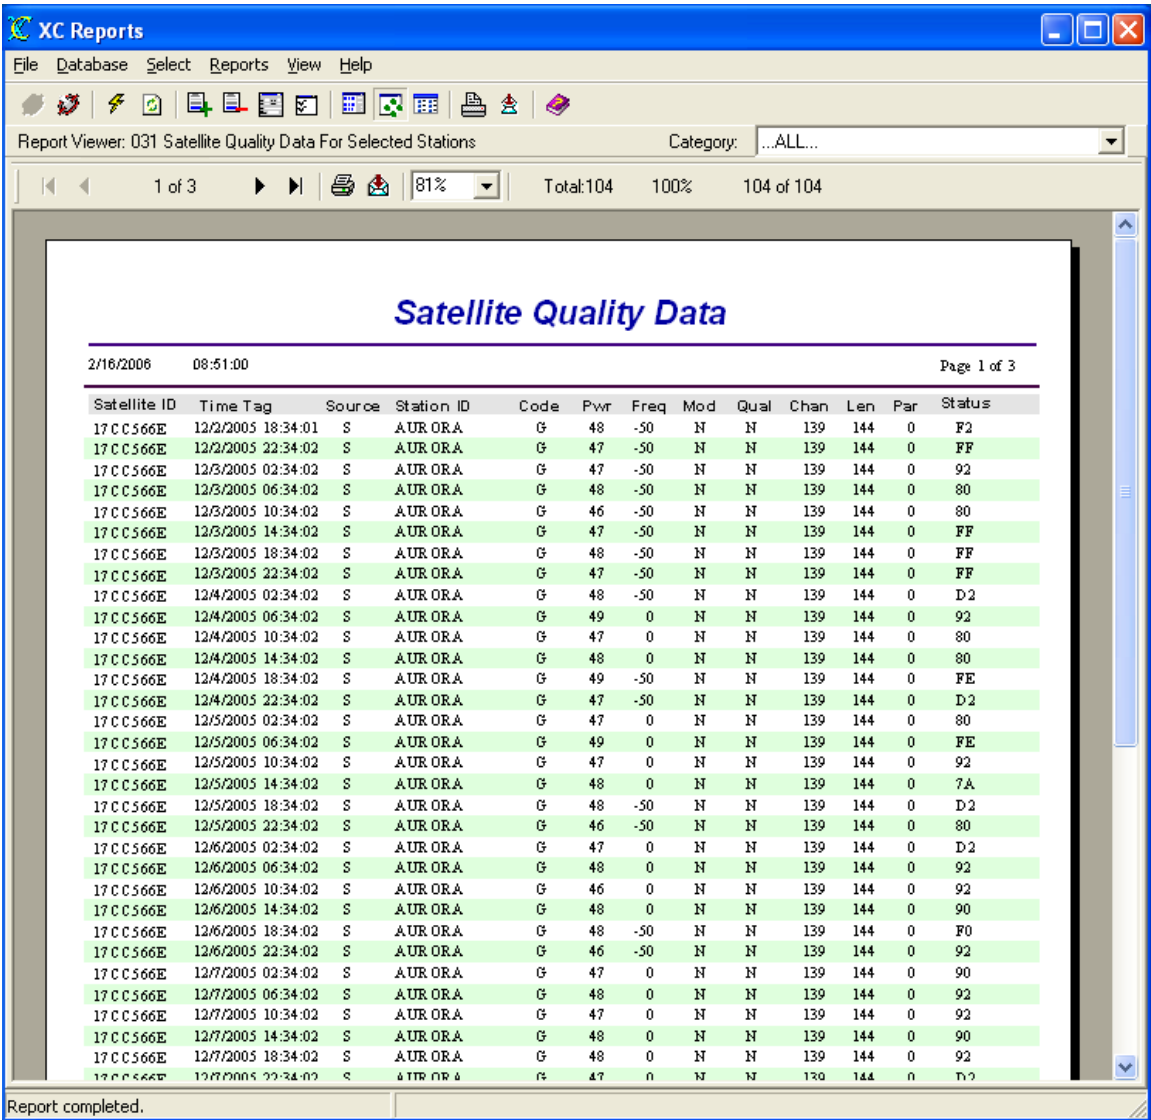 XC Reports
File Database Select Reports View Help
Report Viewer: 031 Satellite Quality Data For Selected Stations Category: ...ALL...
1 of 3 81% Total:104 100% 104 of 104
Satellite Quality Data
2/16/2006 08:51:00 Page 1 of 3
Satellite ID Time Tag Source Station ID Code Pwr Freq Mod Qual Chan Len Par Status
17CC566E 12/2/2005 18:34:01 S AURORA G 48 -50 N N 139 144 0 F2
17CC566E 12/2/2005 22:34:02 S AURORA G 47 -50 N N 139 144 0 FF
17CC566E 12/3/2005 02:34:02 S AURORA G 47 -50 N N 139 144 0 92
17CC566E 12/3/2005 06:34:02 S AURORA G 48 -50 N N 139 144 0 80
17CC566E 12/3/2005 10:34:02 S AURORA G 46 -50 N N 139 144 0 80
17CC566E 12/3/2005 14:34:02 S AURORA G 47 -50 N N 139 144 0 FF
17CC566E 12/3/2005 18:34:02 S AURORA G 48 -50 N N 139 144 0 FF
17CC566E 12/3/2005 22:34:02 S AURORA G 47 -50 N N 139 144 0 FF
17CC566E 12/4/2005 02:34:02 S AURORA G 48 -50 N N 139 144 0 D2
17CC566E 12/4/2005 06:34:02 S AURORA G 49 0 N N 139 144 0 92
17CC566E 12/4/2005 10:34:02 S AURORA G 47 0 N N 139 144 0 80
17CC566E 12/4/2005 14:34:02 S AURORA G 48 0 N N 139 144 0 80
17CC566E 12/4/2005 18:34:02 S AURORA G 49 -50 N N 139 144 0 FE
17CC566E 12/4/2005 22:34:02 S AURORA G 47 -50 N N 139 144 0 D2
17CC566E 12/5/2005 02:34:02 S AURORA G 47 0 N N 139 144 0 80
17CC566E 12/5/2005 06:34:02 S AURORA G 49 0 N N 139 144 0 FE
17CC566E 12/5/2005 10:34:02 S AURORA G 47 0 N N 139 144 0 92
17CC566E 12/5/2005 14:34:02 S AURORA G 48 0 N N 139 144 0 7A
17CC566E 12/5/2005 18:34:02 S AURORA G 48 -50 N N 139 144 0 D2
17CC566E 12/5/2005 22:34:02 S AURORA G 46 -50 N N 139 144 0 80
17CC566E 12/6/2005 02:34:02 S AURORA G 47 0 N N 139 144 0 D2
17CC566E 12/6/2005 06:34:02 S AURORA G 48 0 N N 139 144 0 92
17CC566E 12/6/2005 10:34:02 S AURORA G 46 0 N N 139 144 0 92
17CC566E 12/6/2005 14:34:02 S AURORA G 48 0 N N 139 144 0 90
17CC566E 12/6/2005 18:34:02 S AURORA G 48 -50 N N 139 144 0 F0
17CC566E 12/6/2005 22:34:02 S AURORA G 46 -50 N N 139 144 0 92
17CC566E 12/7/2005 02:34:02 S AURORA G 47 0 N N 139 144 0 90
17CC566E 12/7/2005 06:34:02 S AURORA G 48 0 N N 139 144 0 92
17CC566E 12/7/2005 10:34:02 S AURORA G 47 0 N N 139 144 0 92
17CC566E 12/7/2005 14:34:02 S AURORA G 48 0 N N 139 144 0 90
17CC566E 12/7/2005 18:34:02 S AURORA G 48 0 N N 139 144 0 92
17CC566E 12/7/2005 22:34:02 S AURORA G 47 0 N N 139 144 0 D2
Report completed.